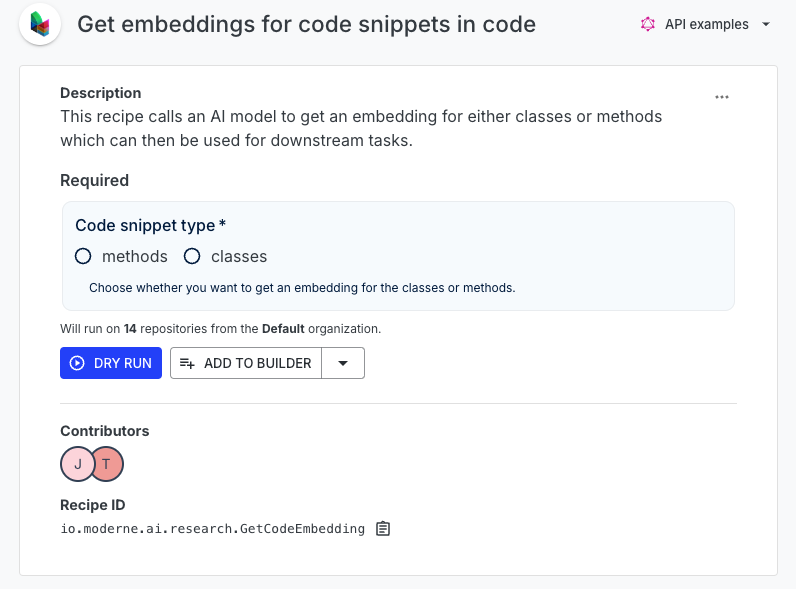 Get embeddings for code snippets in code
API examples
Description
This recipe calls an AI model to get an embedding for either classes or methods
which can then be used for downstream tasks.
Required
Code snippet type *
methods classes
Choose whether you want to get an embedding for the classes or methods.
Will run on 14 repositories from the Default organization.
DRY RUN ADD TO BUILDER
Contributors
J T
Recipe ID
io.moderne.ai.research.GetCodeEmbedding